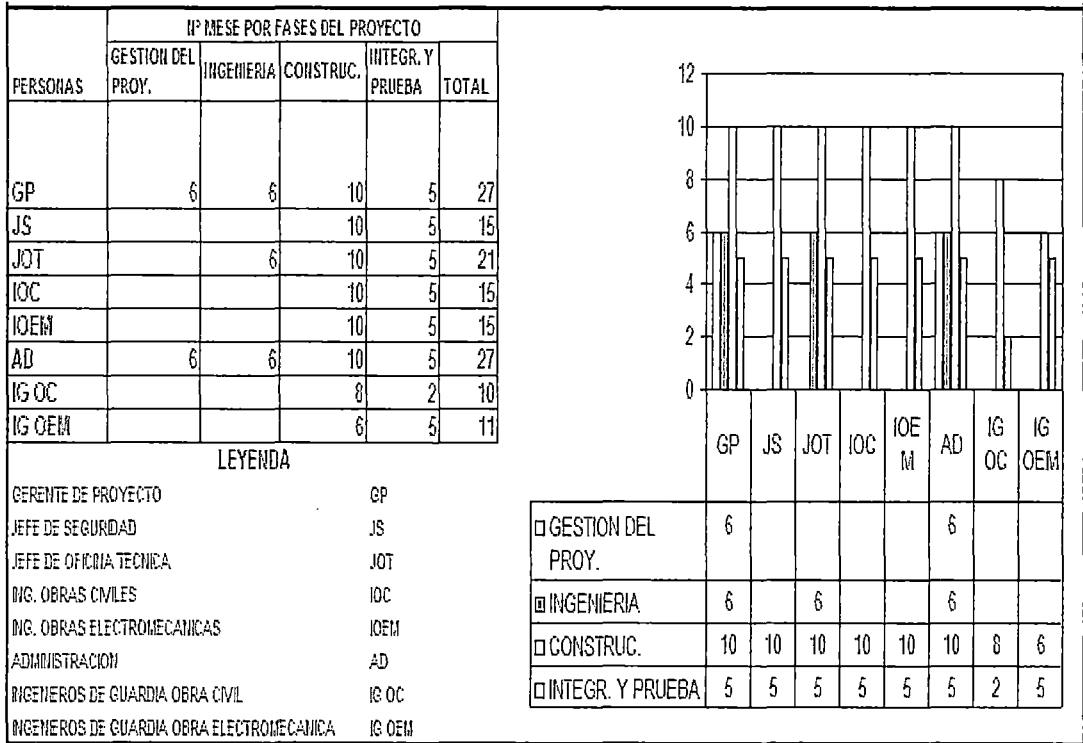 Nº MESE POR FASES DEL PROYECTO
PERSONAS GESTION DEL PROY. INGENIERIA CONSTRUC. INTEGR. Y PRUEBA TOTAL
GP 6 6 10 5 27
JS 10 5 15
JOT 6 10 5 21
IOC 10 5 15
IOEM 10 5 15
AD 6 6 10 5 27
IG OC 8 2 10
IG OEM 6 5 11
LEYENDA
GERENTE DE PROYECTO GP
JEFE DE SEGURIDAD JS
JEFE DE OFICINA TECNICA JOT
ING. OBRAS CIVILES IOC
ING. OBRAS ELECTROMECANICAS IOEM
ADMINISTRACION AD
INGENIEROS DE GUARDIA OBRA CIVIL IG OC
INGENIEROS DE GUARDIA OBRA ELECTROMECANICA IG OEM
12
10
8
6
4
2
0
GP JS JOT IOC IOE M AD IG OC IG OEM
GESTION DEL PROY. 6 6
INGENIERIA 6 6 6
CONSTRUC. 10 10 10 10 10 10 8 6
INTEGR. Y PRUEBA 5 5 5 5 5 5 2 5